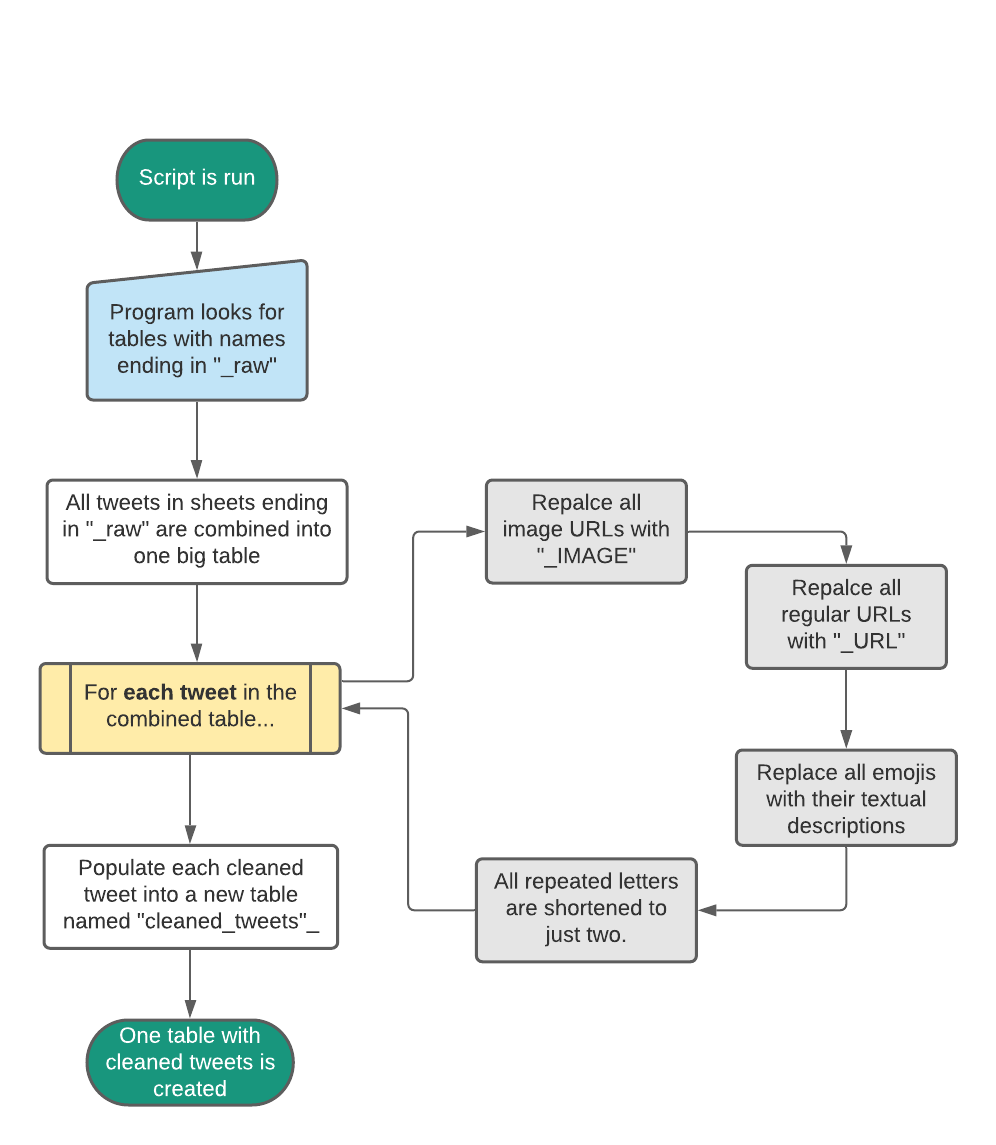 Script is run
Program looks for
tables with names
ending in "_raw"
All tweets in sheets ending
in "_raw" are combined into
one big table
For each tweet in the
combined table...
Repalce all
image URLs with
"_IMAGE"
Repalce all
regular URLs
with "_URL"
Replace all emojis
with their textual
descriptions
All repeated letters
are shortened to
just two.
Populate each cleaned
tweet into a new table
named "cleaned_tweets"_
One table with
cleaned tweets is
created